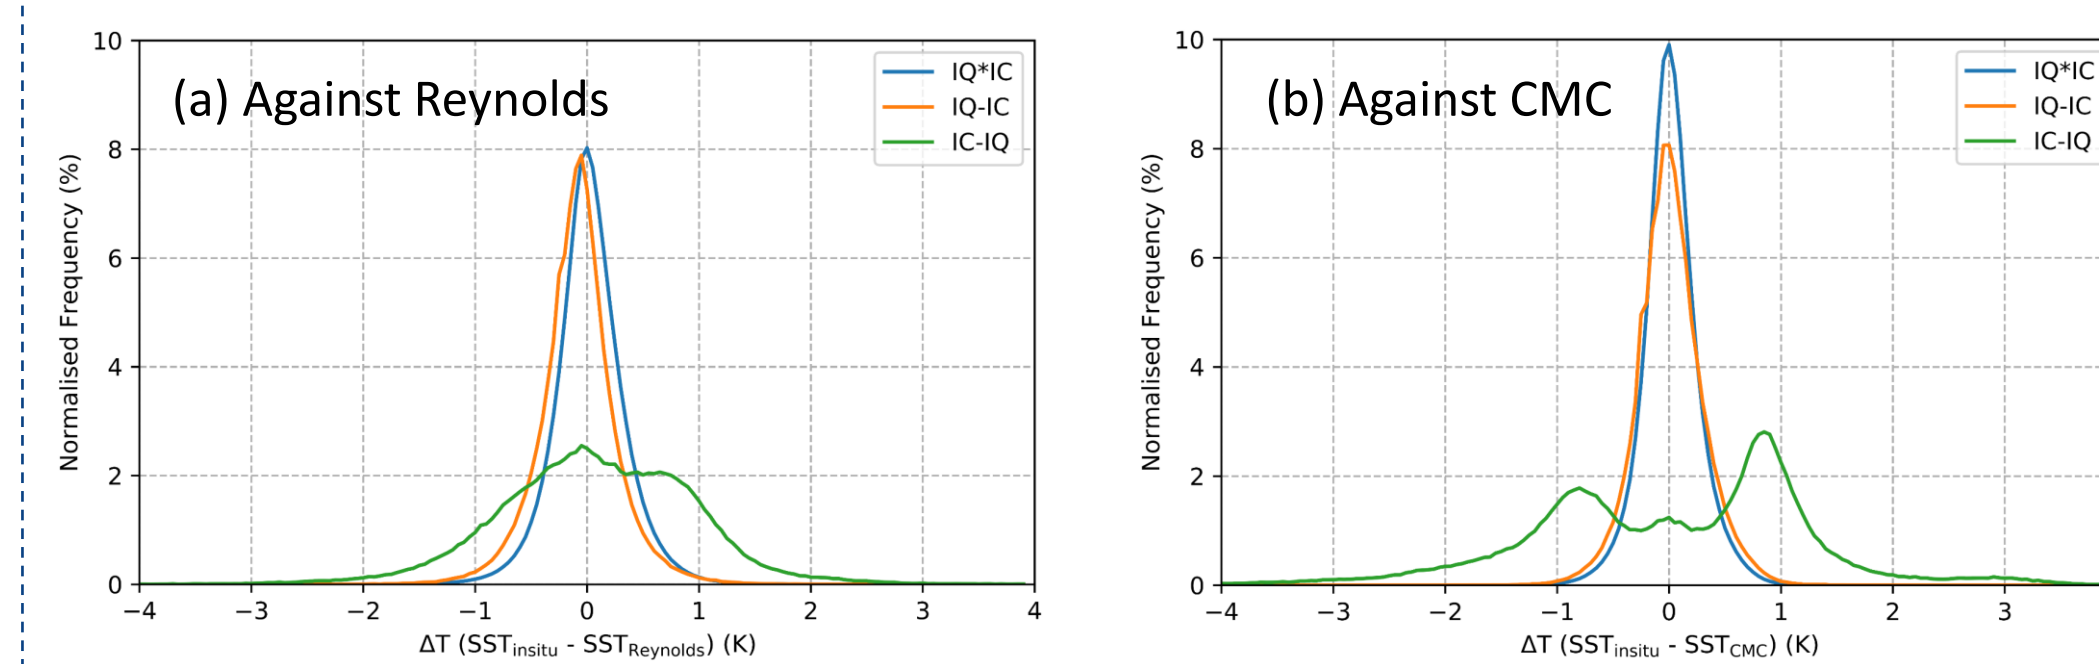 (a) Against Reynolds
IQ*IC
IQ-IC
IC-IQ
Normalised Frequency (%)
10
8
6
4
2
0
−4 −3 −2 −1 0 1 2 3 4
ΔT (SSTinsitu - SSTReynolds) (K)
(b) Against CMC
IQ*IC
IQ-IC
IC-IQ
Normalised Frequency (%)
10
8
6
4
2
0
−4 −3 −2 −1 0 1 2 3
ΔT (SSTinsitu - SSTCMC) (K)